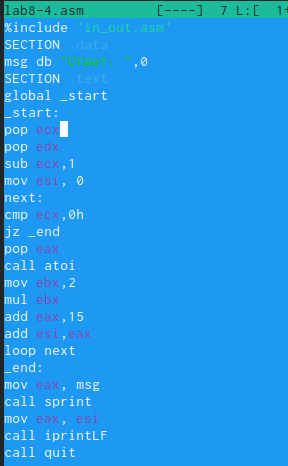 lab8-4.asm [----] 7 L:[ 1+
%include 'in_out.asm'
SECTION .data
msg db ",0
SECTION .text
global _start
_start:
pop ecx
pop edx
sub ecx,1
mov esi, 0
next:
cmp ecx,0h
jz _end
pop eax
call atoi
mov ebx,2
mul ebx
add eax,15
add esi,eax
loop next
_end:
mov eax, msg
call sprint
mov eax, esi
call iprintLF
call quit